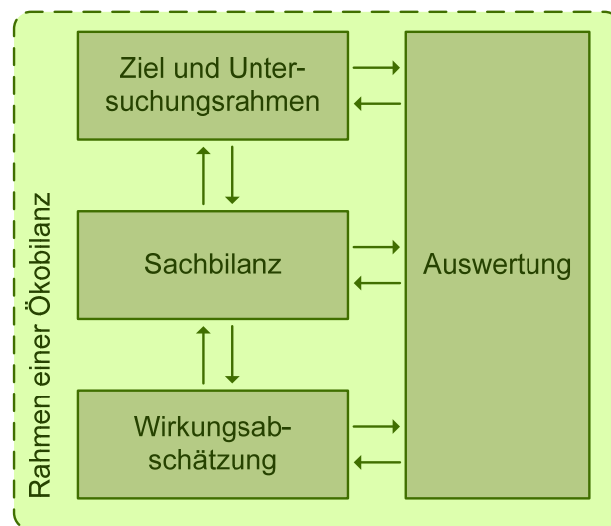 Rahmen einer Ökobilanz
Ziel und Unter-
suchungsrahmen
Sachbilanz
Wirkungsab-
schätzung
Auswertung